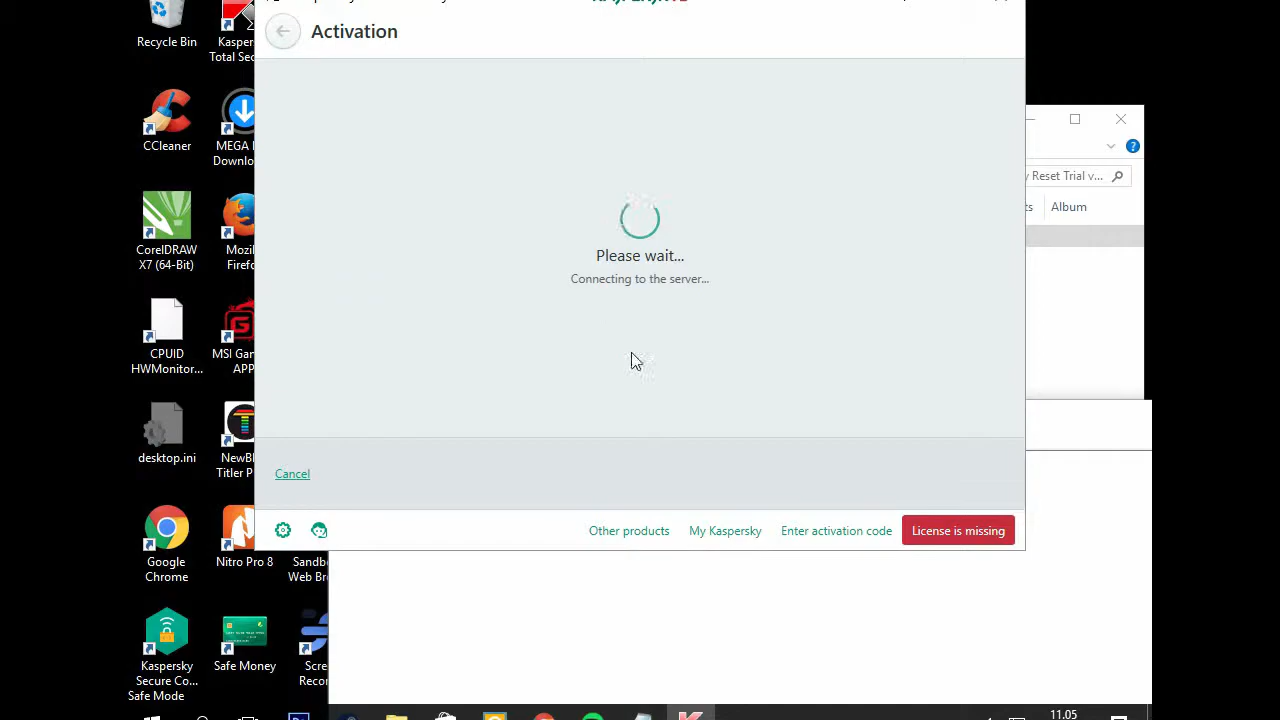 Recycle Bin
Kaspers
Total Sec
Activation
CCleaner
MEGA
Downlo
CorelDRAW
X7 (64-Bit)
Mozil
Firefo
CPUID
HWMonitor...
MSI Ga
APP
desktop.ini
NewBl
Titler P
Google
Chrome
Nitro Pro 8
Sandb
Web Br
Kaspersky
Secure Co...
Safe Mode
Safe Money
Scre
Recor
Please wait...
Connecting to the server...
Cancel
Other products
My Kaspersky
Enter activation code
License is missing
y Reset Trial v...
ts
Album
11.05